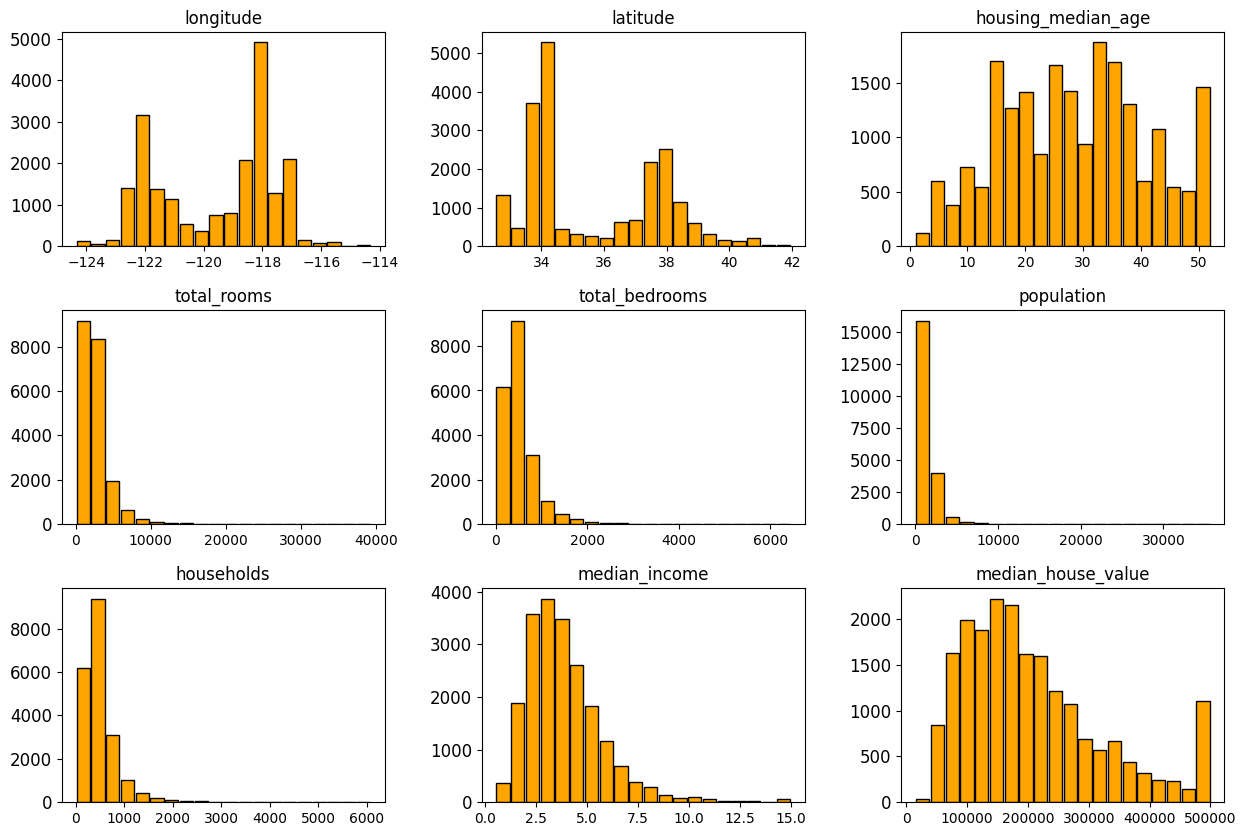 longitude
5000
4000
3000
2000
1000
0
−124 −122 −120 −118 −116 −114
latitude
5000
4000
3000
2000
1000
0
34 36 38 40 42
housing_median_age
1500
1000
500
0
0 10 20 30 40 50
total_rooms
8000
6000
4000
2000
0
0 10000 20000 30000 40000
total_bedrooms
8000
6000
4000
2000
0
0 2000 4000 6000
population
15000
12500
10000
7500
5000
2500
0
0 10000 20000 30000
households
8000
6000
4000
2000
0
0 1000 2000 3000 4000 5000 6000
median_income
4000
3000
2000
1000
0
0.0 2.5 5.0 7.5 10.0 12.5 15.0
median_house_value
2000
1500
1000
500
0
0 100000 200000 300000 400000 500000